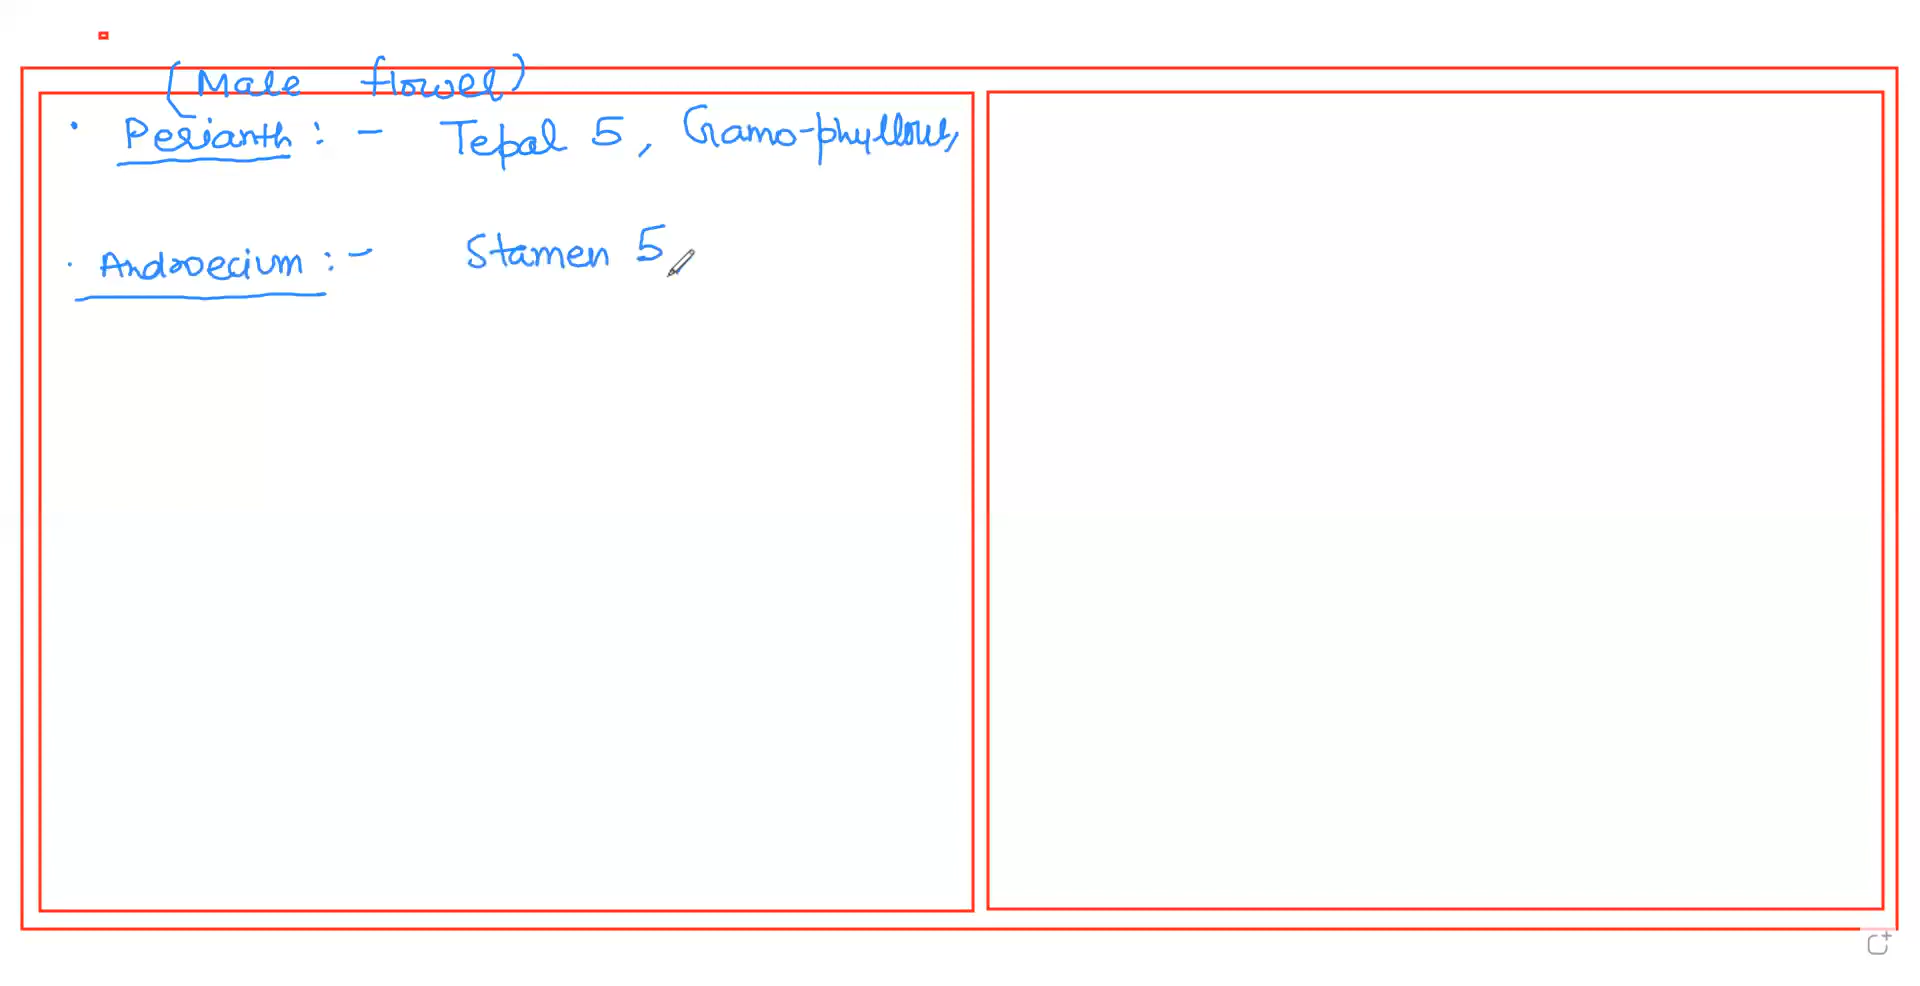 (Male flower)
· Perianth :- Tepal 5, Gamo-phyllous,
· Androecium :- Stamen 5